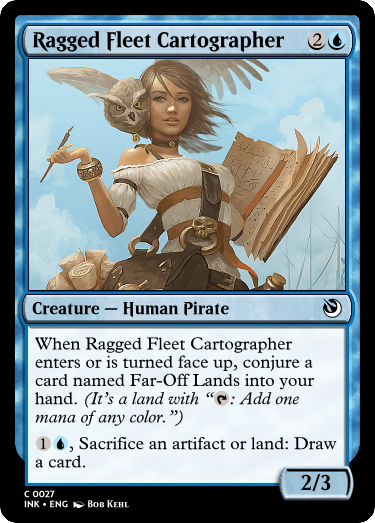 Ragged Fleet Cartographer 2
Creature — Human Pirate
When Ragged Fleet Cartographer
enters or is turned face up, conjure a
card named Far-Off Lands into your
hand. (It's a land with “: Add one
mana of any color.”)
1, Sacrifice an artifact or land: Draw
a card.
2/3
C 0027
INK • ENG Bob Kehl